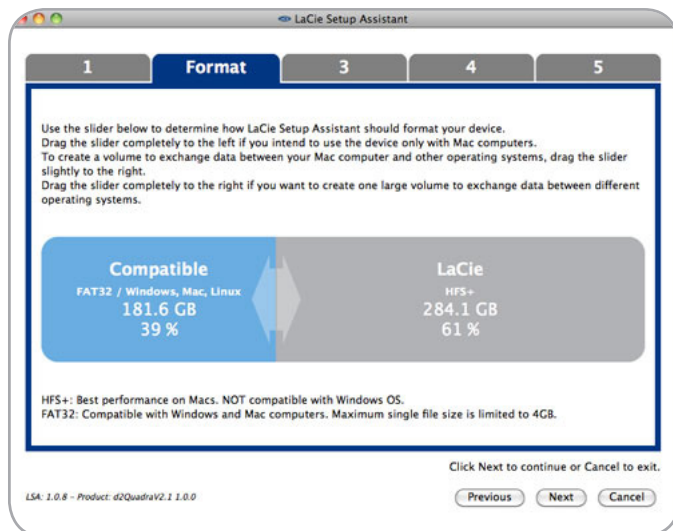 LaCie Setup Assistant
1 Format 3 4 5
Use the slider below to determine how LaCie Setup Assistant should format your device.
Drag the slider completely to the left if you intend to use the device only with Mac computers.
To create a volume to exchange data between your Mac computer and other operating systems, drag the slider
slightly to the right.
Drag the slider completely to the right if you want to create one large volume to exchange data between different
operating systems.
Compatible
FAT32 / Windows, Mac, Linux
181.6 GB
39 %
LaCie
HFS+
284.1 GB
61 %
HFS+: Best performance on Macs. NOT compatible with Windows OS.
FAT32: Compatible with Windows and Mac computers. Maximum single file size is limited to 4GB.
Click Next to continue or Cancel to exit.
LSA: 1.0.8 – Product: d2QuadraV2.1 1.0.0
Previous Next Cancel